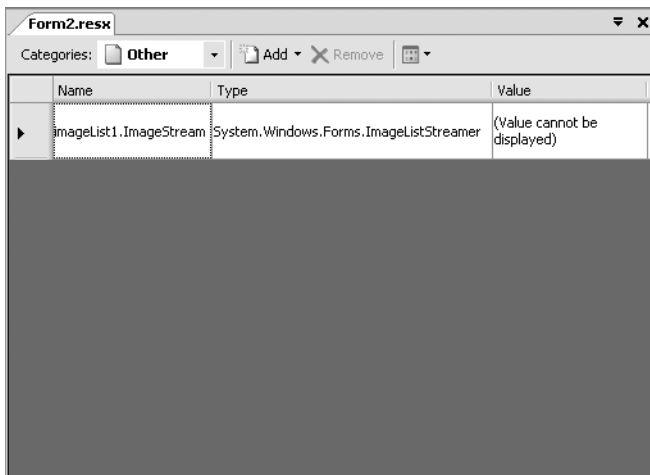 Form2.resx
Categories: Other Add Remove
Name Type Value
imageList1.ImageStream System.Windows.Forms.ImageListStreamer (Value cannot be
displayed)